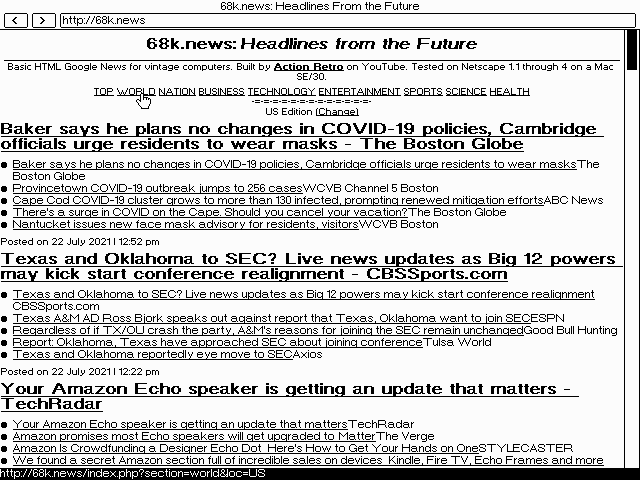 68k.news: Headlines From the Future
http://68k.news
68k.news: Headlines from the Future
Basic HTML Google News for vintage computers. Built by Action Retro on YouTube. Tested on Netscape 1.1 through 4 on a Mac
SE/30.
TOP WORLD NATION BUSINESS TECHNOLOGY ENTERTAINMENT SPORTS SCIENCE HEALTH
-=-=-=-=-=-=-=-=-=-=-=-=-=-=-
US Edition (Change)
Baker says he plans no changes in COVID-19 policies, Cambridge
officials urge residents to wear masks - The Boston Globe
Baker says he plans no changes in COVID-19 policies, Cambridge officials urge residents to wear masksThe
Boston Globe
Provincetown COVID-19 outbreak jumps to 256 casesWCVB Channel 5 Boston
Cape Cod COVID-19 cluster grows to more than 130 infected, prompting renewed mitigation effortsABC News
There's a surge in COVID on the Cape. Should you cancel your vacation?The Boston Globe
Nantucket issues new face mask advisory for residents, visitorsWCVB Boston
Posted on 22 July 2021 | 12:52 pm
Texas and Oklahoma to SEC? Live news updates as Big 12 powers
may kick start conference realignment - CBSSports.com
Texas and Oklahoma to SEC? Live news updates as Big 12 powers may kick start conference realignment
CBSSports.com
Texas A&M AD Ross Bjork speaks out against report that Texas, Oklahoma want to join SECESPN
Regardless of if TX/OU crash the party, A&M's reasons for joining the SEC remain unchangedGood Bull Hunting
Report: Oklahoma, Texas have approached SEC about joining conferenceTulsa World
Texas and Oklahoma reportedly eye move to SECAxios
Posted on 22 July 2021 | 12:22 pm
Your Amazon Echo speaker is getting an update that matters -
TechRadar
Your Amazon Echo speaker is getting an update that mattersTechRadar
Amazon promises most Echo speakers will get upgraded to MatterThe Verge
Amazon Is Crowdfunding a Designer Echo Dot Here's How to Get Your Hands on OneSTYLECASTER
We found a secret Amazon section full of incredible sales on devices Kindle, Fire TV, Echo Frames and more
http://68k.news/index.php?section=world&loc=US